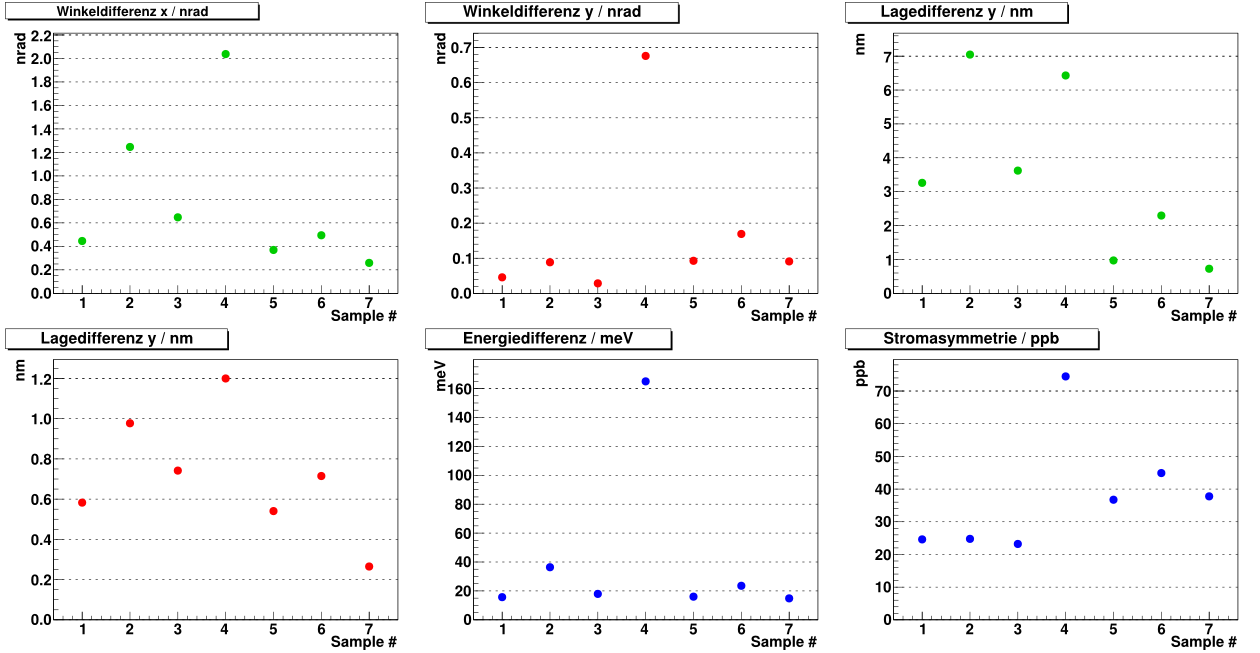 Winkeldifferenz x / nrad
nrad
2.2
2.0
1.8
1.6
1.4
1.2
1.0
0.8
0.6
0.4
0.2
0.0
1 2 3 4 5 6 7
Sample #
Winkeldifferenz y / nrad
nrad
0.7
0.6
0.5
0.4
0.3
0.2
0.1
0.0
1 2 3 4 5 6 7
Sample #
Lagedifferenz y / nm
nm
7
6
5
4
3
2
1
0
1 2 3 4 5 6 7
Sample #
Lagedifferenz y / nm
nm
1.2
1.0
0.8
0.6
0.4
0.2
0.0
1 2 3 4 5 6 7
Sample #
Energiedifferenz / meV
meV
160
140
120
100
80
60
40
20
0
1 2 3 4 5 6 7
Sample #
Stromasymmetrie / ppb
ppb
70
60
50
40
30
20
10
0
1 2 3 4 5 6 7
Sample #